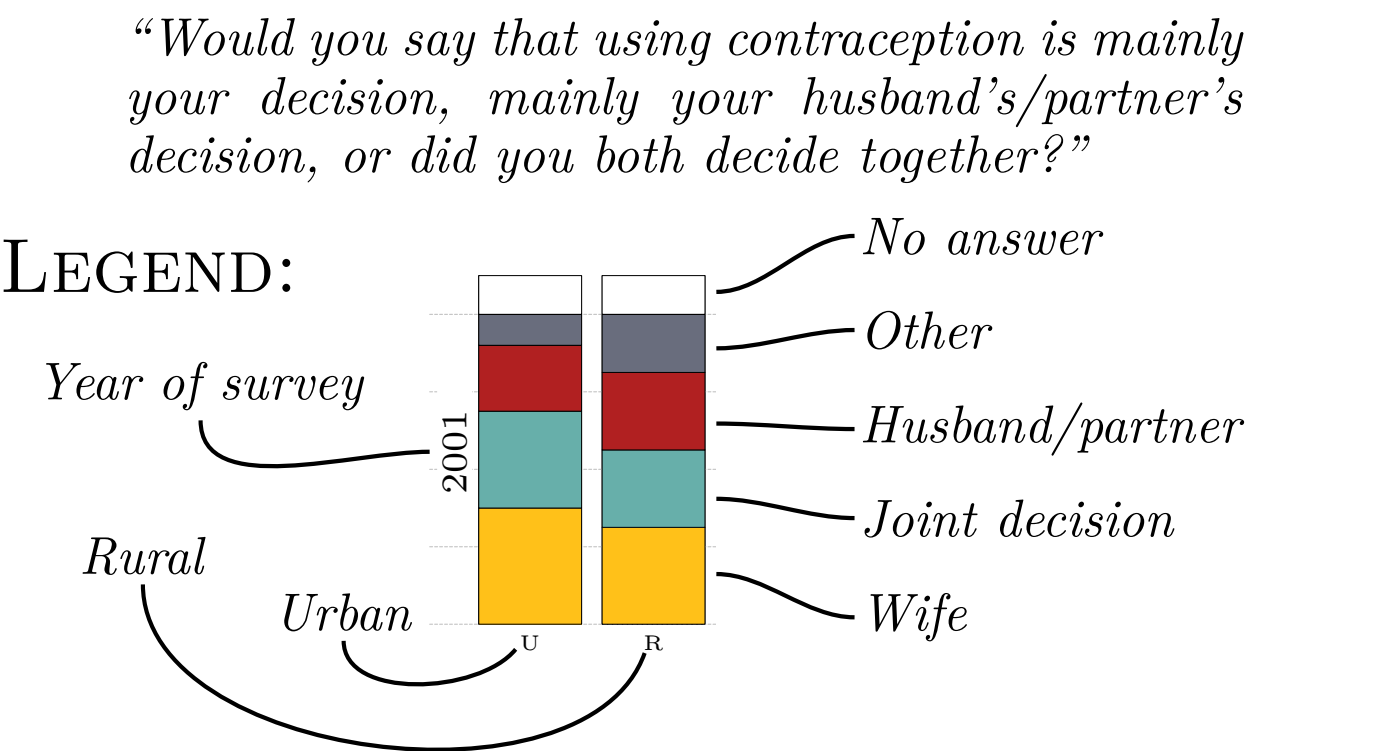 “Would you say that using contraception is mainly
your decision, mainly your husband’s/partner’s
decision, or did you both decide together?”
LEGEND:
No answer
Other
Year of survey
Husband/partner
2001
Joint decision
Rural
Urban
Wife
U
R